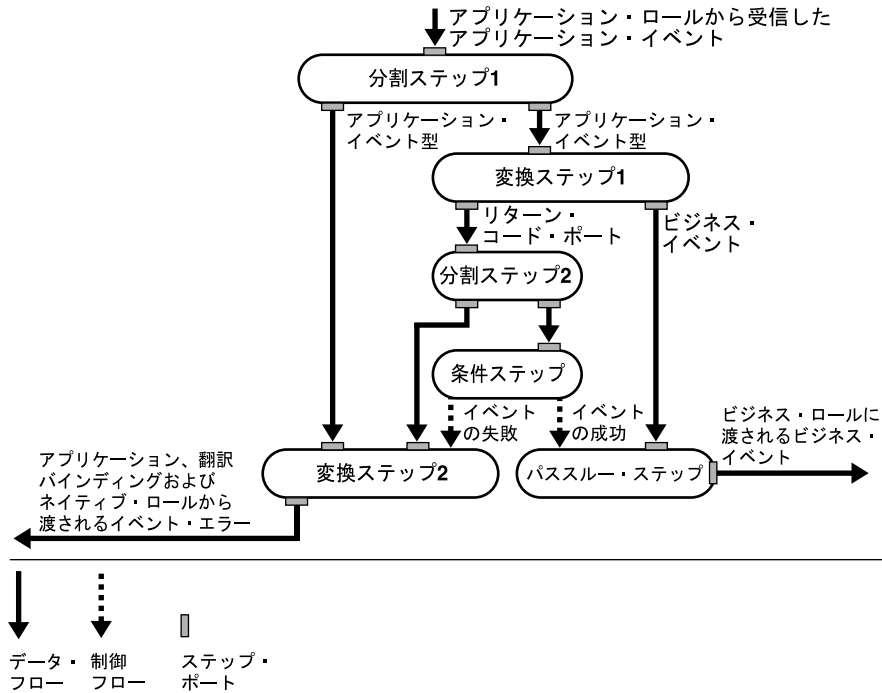 アプリケーション・ロールから受信した
アプリケーション・イベント
分割ステップ1
アプリケーション・
イベント型
アプリケーション・
イベント型
変換ステップ1
リターン・
コード・ポート
ビジネス・
イベント
分割ステップ2
条件ステップ
イベント
の失敗
イベント
の成功
ビジネス・ロールに
渡されるビジネス・
イベント
変換ステップ2
パススルー・ステップ
アプリケーション、翻訳
バインディングおよび
ネイティブ・ロールから
渡されるイベント・エラー
データ・
フロー
制御
フロー
ステップ・
ポート